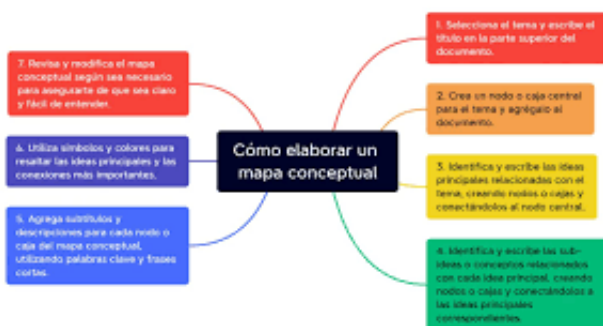 Cómo elaborar un
mapa conceptual
1. Selecciona el tema y escribe el
título en la parte superior del
documento.
2. Crea un nodo o caja central
para el tema y agrégalo al
documento.
3. Identifica y escribe las ideas
principales relacionadas con el
tema, creando nodos o cajas y
conectándolos al nodo central.
4. Identifica y escribe las sub-
ideas o conceptos relacionados
con cada idea principal, creando
nodos o cajas y conectándolos a
las ideas principales
correspondientes.
5. Agrega subtítulos y
descripciones para cada nodo o
caja del mapa conceptual,
utilizando palabras clave y frases
cortas.
6. Utiliza símbolos y colores para
resaltar las ideas principales y las
conexiones más importantes.
7. Revisa y modifica el mapa
conceptual según sea necesario
para asegurarte de que sea claro
y fácil de entender.